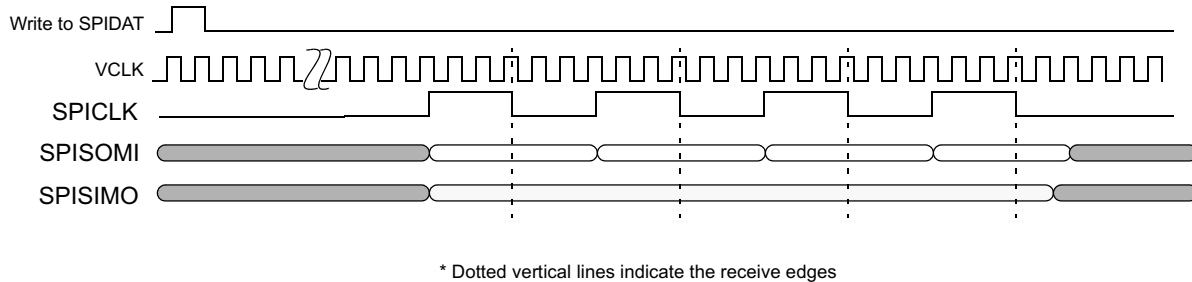 Write to SPIDAT
VCLK
SPICLK
SPISOMI
SPISIMO
* Dotted vertical lines indicate the receive edges